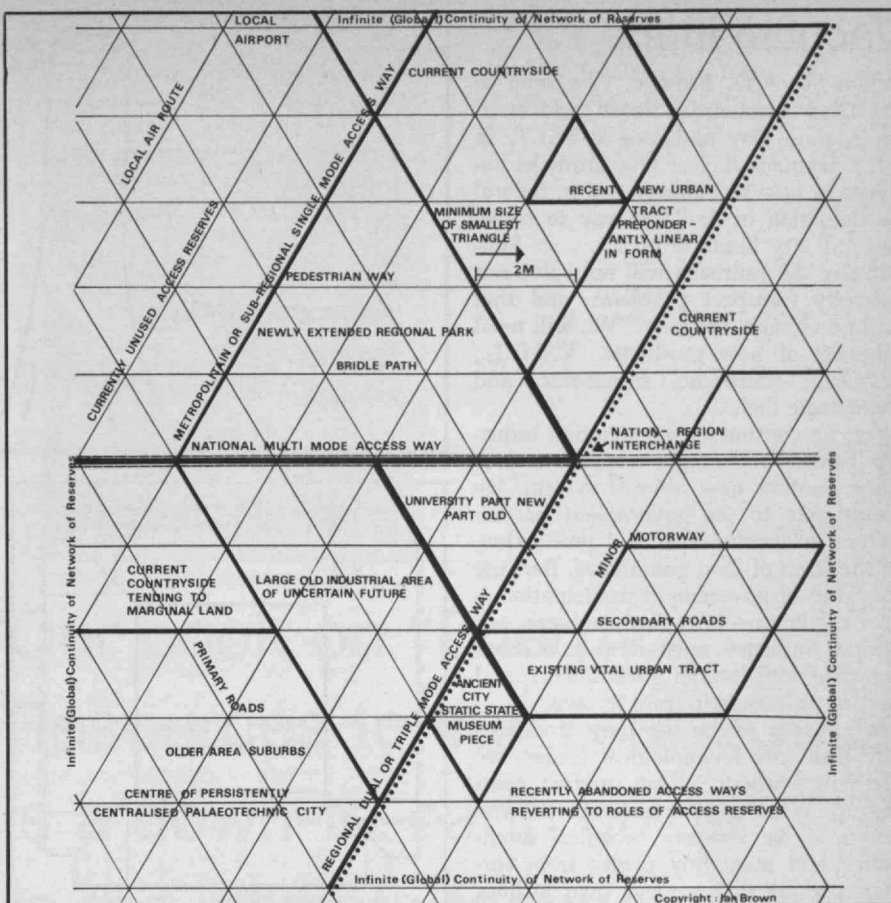 LOCAL
AIRPORT
Infinite (Global) Continuity of Network of Reserves
CURRENT COUNTRYSIDE
LOCAL AIR ROUTE
METROPOLITAIN OR SUB-REGIONAL SINGLE MODE ACCESS WAY
CURRENTLY UNUSED ACCESS RESERVES
RECENT NEW URBAN
TRACT
PREPONDER-
ANTLY LINEAR
IN FORM
MINIMUM SIZE
OF SMALLEST
TRIANGLE
2M
PEDESTRIAN WAY
NEWLY EXTENDED REGIONAL PARK
BRIDLE PATH
CURRENT
COUNTRYSIDE
NATION- REGION
INTERCHANGE
NATIONAL MULTI MODE ACCESS WAY
Infinite (Global) Continuity of Network of Reserves
Infinite (Global) Continuity of Network of Reserves
UNIVERSITY PART NEW
PART OLD
MINOR MOTORWAY
CURRENT
COUNTRYSIDE
TENDING TO
MARGINAL LAND
LARGE OLD INDUSTRIAL AREA
OF UNCERTAIN FUTURE
SECONDARY ROADS
PRIMARY ROADS
REGIONAL DUAL OR TRIPLE MODE ACCESS WAY
EXISTING VITAL URBAN TRACT
ANCIENT
CITY
STATIC STATE
MUSEUM
PIECE
OLDER AREA SUBURBS
CENTRE OF PERSISTENTLY
CENTRALISED PALAEOTECHNIC CITY
RECENTLY ABANDONED ACCESS WAYS
REVERTING TO ROLES OF ACCESS RESERVES
Infinite (Global) Continuity of Network of Reserves
Copyright : Jan Brown